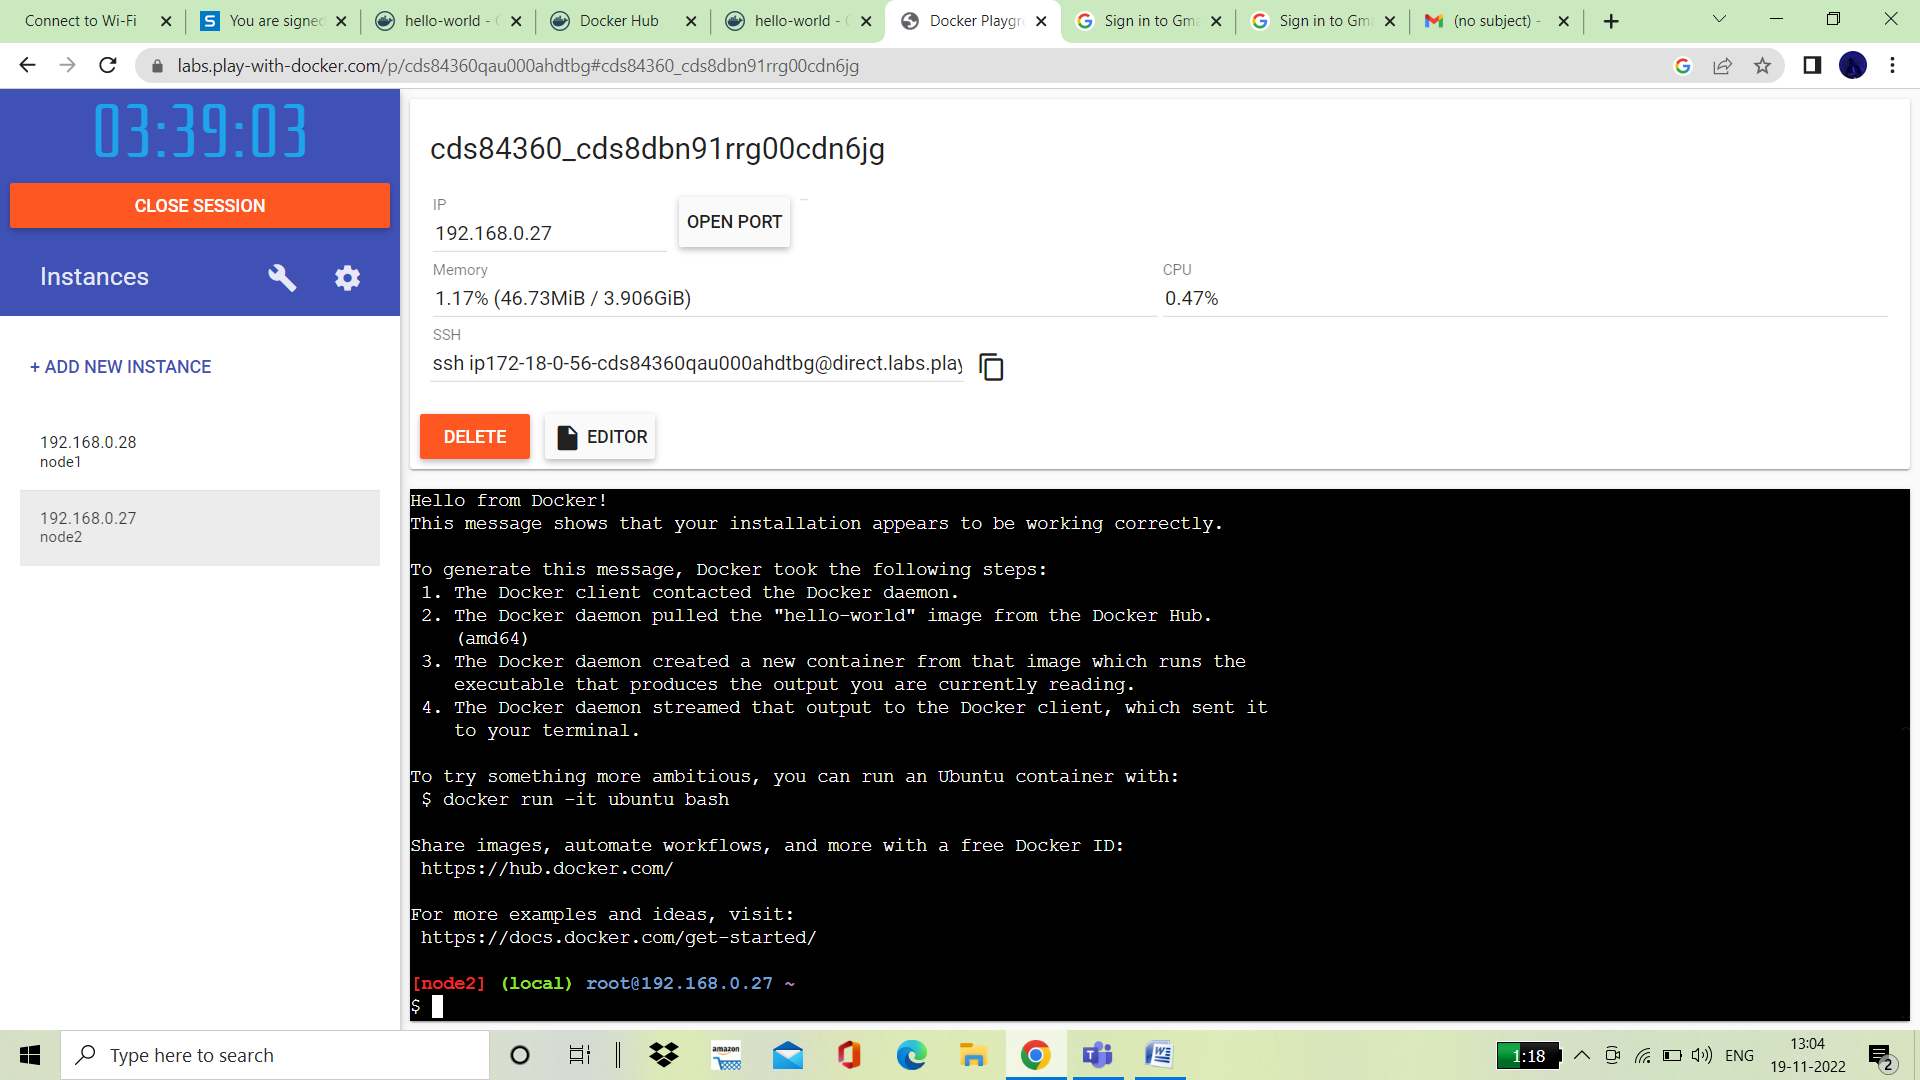 Connect to Wi-Fi
You are signed
hello-world -
Docker Hub
hello-world -
Docker Playgr
Sign in to Gma
Sign in to Gm
(no subject) -
labs.play-with-docker.com/p/cds84360qau000ahdtbg#cds84360_cds8dbn91rrg00cdn6jg
03:39:03
CLOSE SESSION
Instances
+ ADD NEW INSTANCE
192.168.0.28
node1
192.168.0.27
node2
cds84360_cds8dbn91rrg00cdn6jg
IP
192.168.0.27
OPEN PORT
Memory
1.17% (46.73MiB / 3.906GiB)
CPU
0.47%
SSH
ssh ip172-18-0-56-cds84360qau000ahdtbg@direct.labs.play
DELETE
EDITOR
Hello from Docker!
This message shows that your installation appears to be working correctly.
To generate this message, Docker took the following steps:
1. The Docker client contacted the Docker daemon.
2. The Docker daemon pulled the "hello-world" image from the Docker Hub.
(amd64)
3. The Docker daemon created a new container from that image which runs the
executable that produces the output you are currently reading.
4. The Docker daemon streamed that output to the Docker client, which sent it
to your terminal.
To try something more ambitious, you can run an Ubuntu container with:
$ docker run -it ubuntu bash
Share images, automate workflows, and more with a free Docker ID:
https://hub.docker.com/
For more examples and ideas, visit:
https://docs.docker.com/get-started/
[node2] (local) root@192.168.0.27 ~
$
Type here to search
amazon
1:18
ENG
13:04
19-11-2022
2